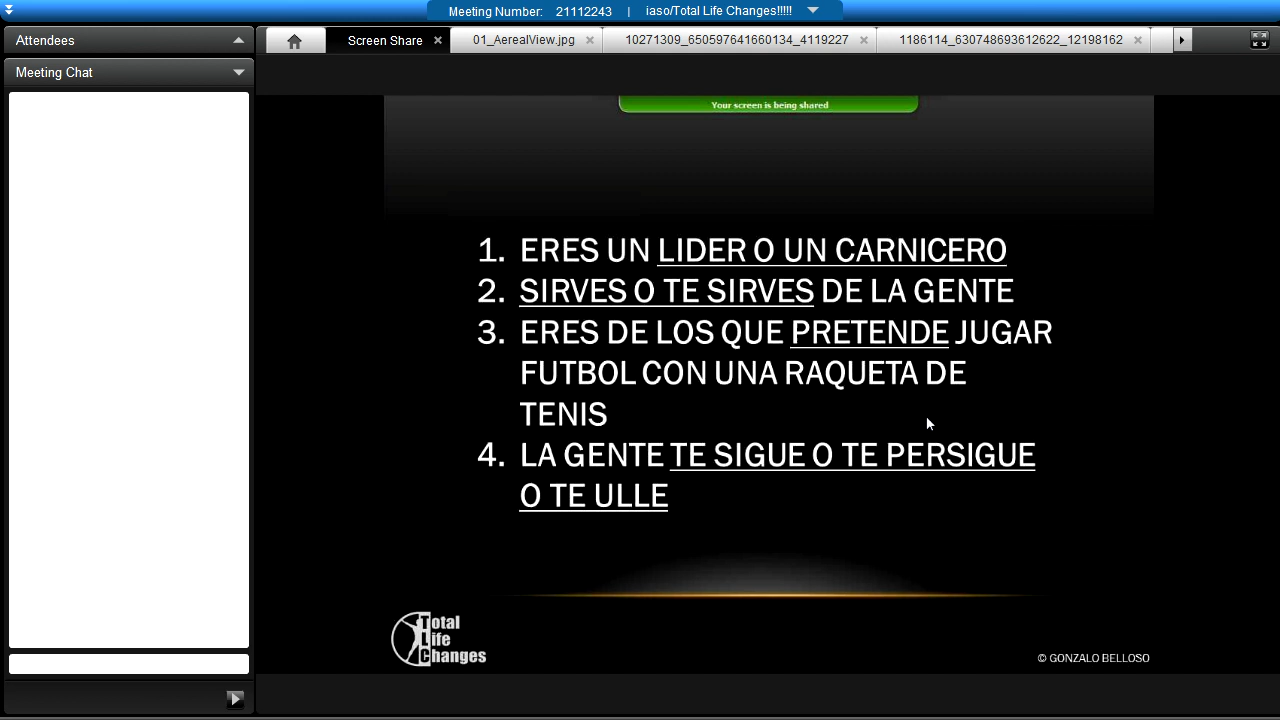 Meeting Number: 21112243 | iaso/Total Life Changes!!!!!
Attendees
Screen Share
01_AerealView.jpg
10271309_650597641660134_4119227
1186114_630748693612622_12198162
Meeting Chat
Your screen is being shared
1. ERES UN LIDER O UN CARNICERO
2. SIRVES O TE SIRVES DE LA GENTE
3. ERES DE LOS QUE PRETENDE JUGAR
FUTBOL CON UNA RAQUETA DE
TENIS
4. LA GENTE TE SIGUE O TE PERSIGUE
O TE ULLE
Total
Life
Changes
© GONZALO BELLOSO